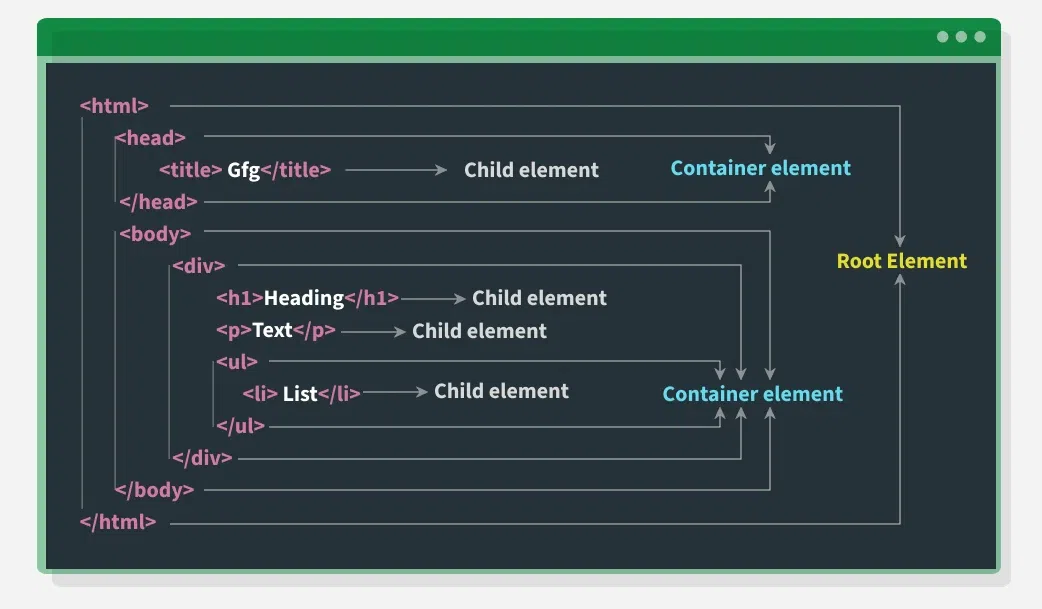 <html>
<head>
<title> Gfg</title> Child element Container element
</head>
<body>
<div> Root Element
<h1>Heading</h1> Child element
<p>Text</p> Child element
<ul>
<li> List</li> Child element Container element
</ul>
</div>
</body>
</html>